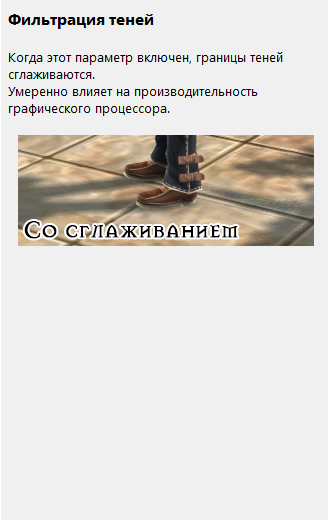 Фильтрация теней
Когда этот параметр включен, границы теней
сглаживаются.
Умеренно влияет на производительность
графического процессора.
Со сглаживанием